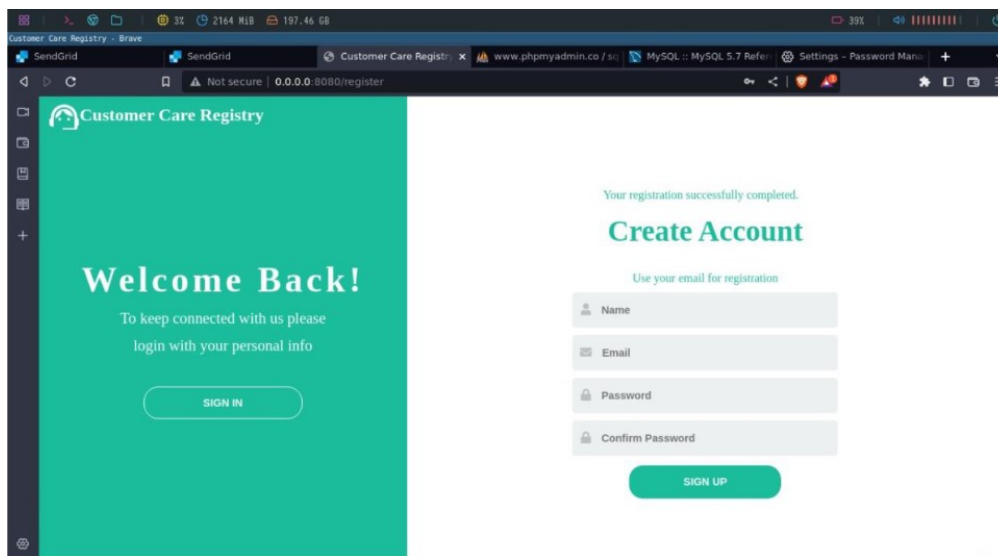 3% 2164 MiB 197.46 GB 39%
Customer Care Registry - Brave
SendGrid SendGrid Customer Care Registry www.phpmyadmin.co / sq MySQL :: MySQL 5.7 Refer Settings - Password Mana
Not secure | 0.0.0.0:8080/register
Customer Care Registry
Your registration successfully completed.
Create Account
Use your email for registration
Welcome Back!
To keep connected with us please
login with your personal info
SIGN IN
Name
Email
Password
Confirm Password
SIGN UP